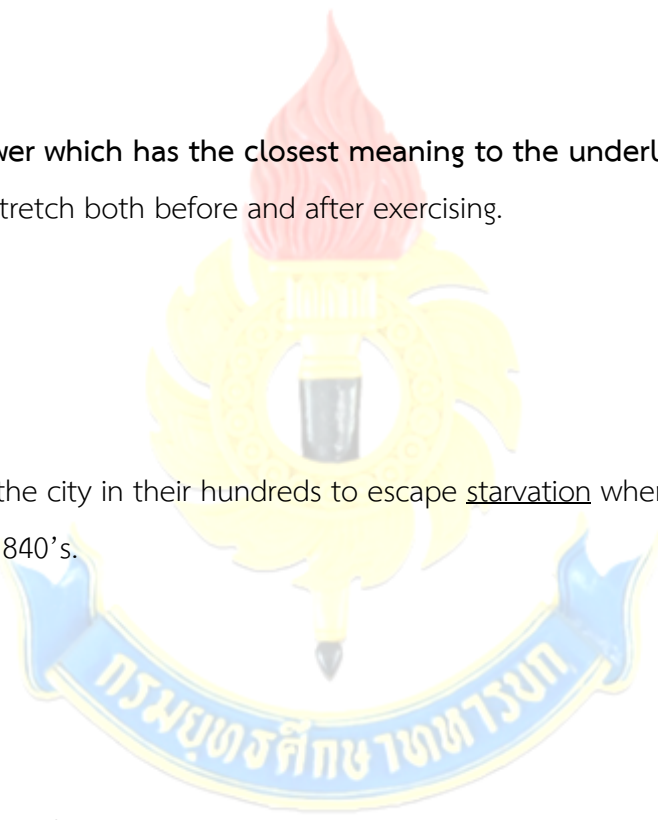 wer which has the closest meaning to the underl
tretch both before and after exercising.
the city in their hundreds to escape starvation when
840's.
กรมยุทธศึกษาทหารบก